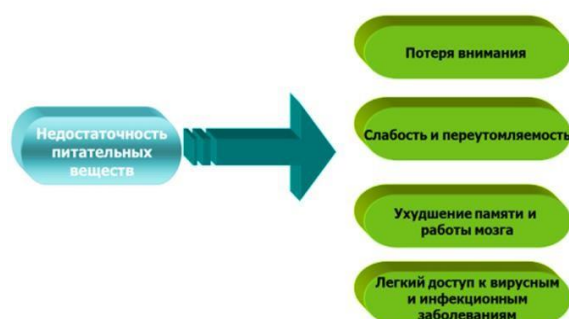 Недостаточность
питательных
веществ
Потеря внимания
Слабость и переутомляемость
Ухудшение памяти и
работы мозга
Легкий доступ к вирусным
и инфекционным
заболеваниям